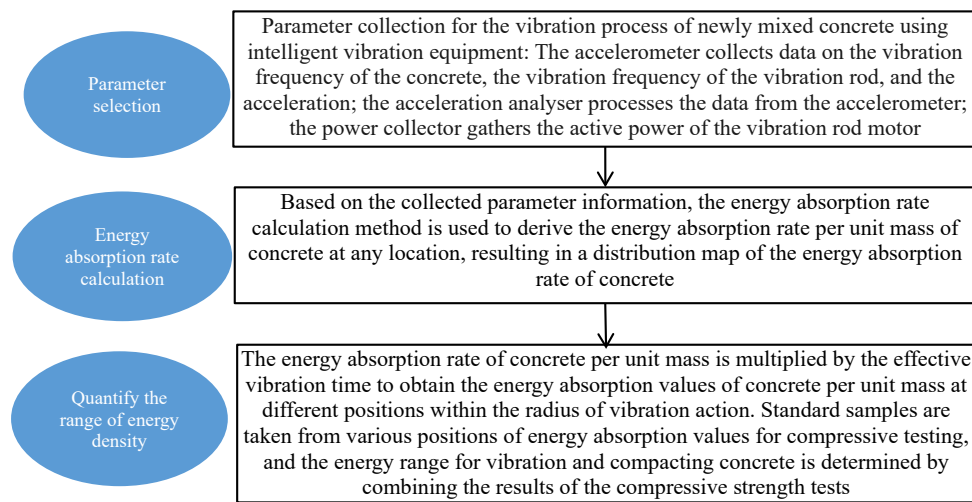 Parameter
selection
Parameter collection for the vibration process of newly mixed concrete using
intelligent vibration equipment: The accelerometer collects data on the vibration
frequency of the concrete, the vibration frequency of the vibration rod, and the
acceleration; the acceleration analyser processes the data from the accelerometer;
the power collector gathers the active power of the vibration rod motor
Energy
absorption rate
calculation
Based on the collected parameter information, the energy absorption rate
calculation method is used to derive the energy absorption rate per unit mass of
concrete at any location, resulting in a distribution map of the energy absorption
rate of concrete
Quantify the
range of energy
density
The energy absorption rate of concrete per unit mass is multiplied by the effective
vibration time to obtain the energy absorption values of concrete per unit mass at
different positions within the radius of vibration action. Standard samples are
taken from various positions of energy absorption values for compressive testing,
and the energy range for vibration and compacting concrete is determined by
combining the results of the compressive strength tests